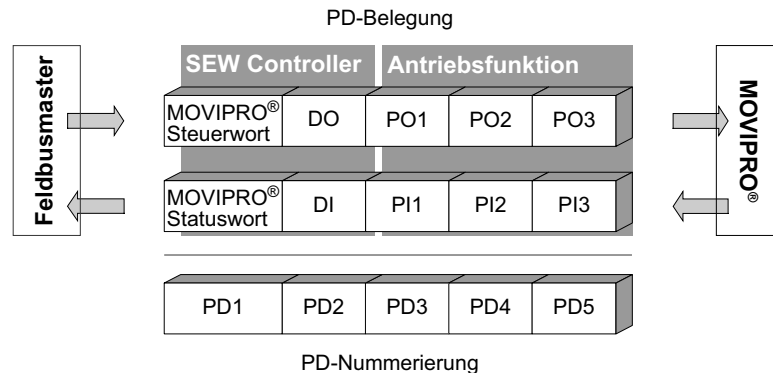 PD-Belegung
SEW Controller
Antriebsfunktion
Feldbusmaster
MOVIPRO®
MOVIPRO®
Steuerwort
DO
PO1
PO2
PO3
MOVIPRO®
Statuswort
DI
PI1
PI2
PI3
PD1
PD2
PD3
PD4
PD5
PD-Nummerierung